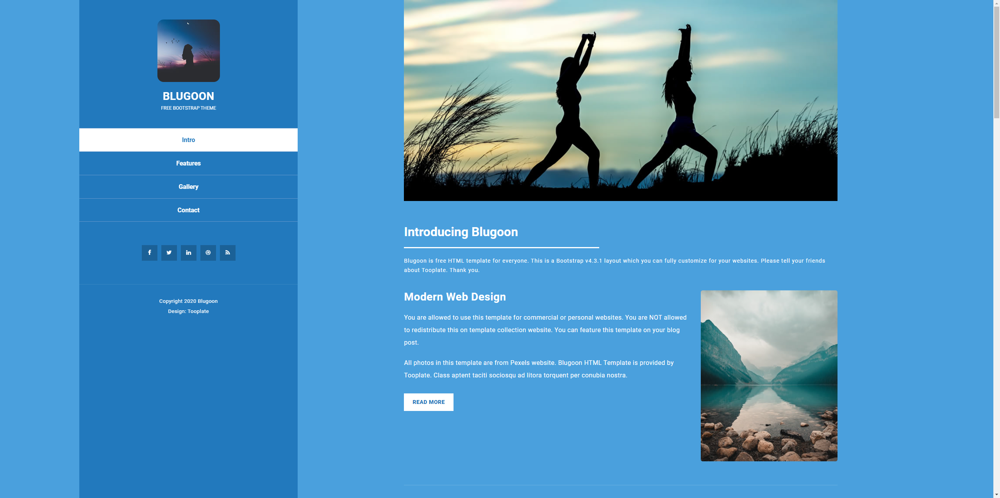 BLUGOON
FREE BOOTSTRAP THEME
Intro
Features
Gallery
Contact
Copyright 2020 Blugoon
Design: Tooplate
Introducing Blugoon
Blugoon is free HTML template for everyone. This is a Bootstrap v4.3.1 layout which you can fully customize for your websites. Please tell your friends
about Tooplate. Thank you.
Modern Web Design
You are allowed to use this template for commercial or personal websites. You are NOT allowed
to redistribute this on template collection website. You can feature this template on your blog
post.
All photos in this template are from Pexels website. Blugoon HTML Template is provided by
Tooplate. Class aptent taciti sociosqu ad litora torquent per conubia nostra.
READ MORE